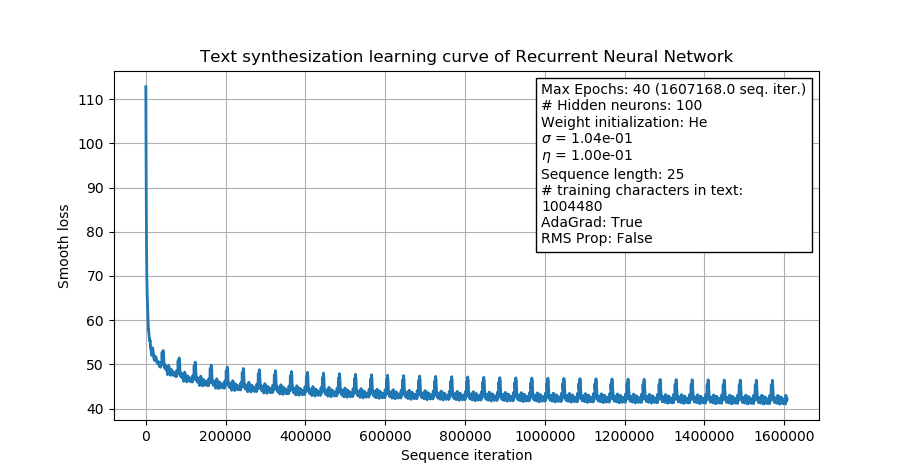 Text synthesization learning curve of Recurrent Neural Network
110
100
90
80
70
60
50
40
Smooth loss
Max Epochs: 40 (1607168.0 seq. iter.)
# Hidden neurons: 100
Weight initialization: He
σ = 1.04e-01
η = 1.00e-01
Sequence length: 25
# training characters in text:
1004480
AdaGrad: True
RMS Prop: False
0 200000 400000 600000 800000 1000000 1200000 1400000 1600000
Sequence iteration